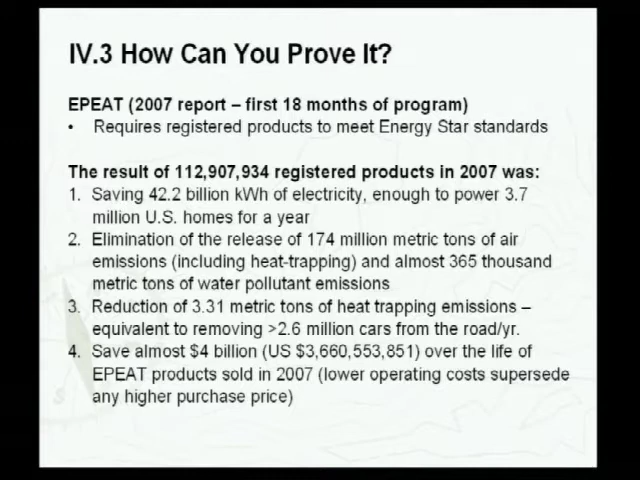 IV.3 How Can You Prove It?
EPEAT (2007 report – first 18 months of program)
• Requires registered products to meet Energy Star standards
The result of 112,907,934 registered products in 2007 was:
1. Saving 42.2 billion kWh of electricity, enough to power 3.7
million U.S. homes for a year
2. Elimination of the release of 174 million metric tons of air
emissions (including heat-trapping) and almost 365 thousand
metric tons of water pollutant emissions
3. Reduction of 3.31 metric tons of heat trapping emissions –
equivalent to removing >2.6 million cars from the road/yr.
4. Save almost $4 billion (US $3,660,553,851) over the life of
EPEAT products sold in 2007 (lower operating costs supersede
any higher purchase price)